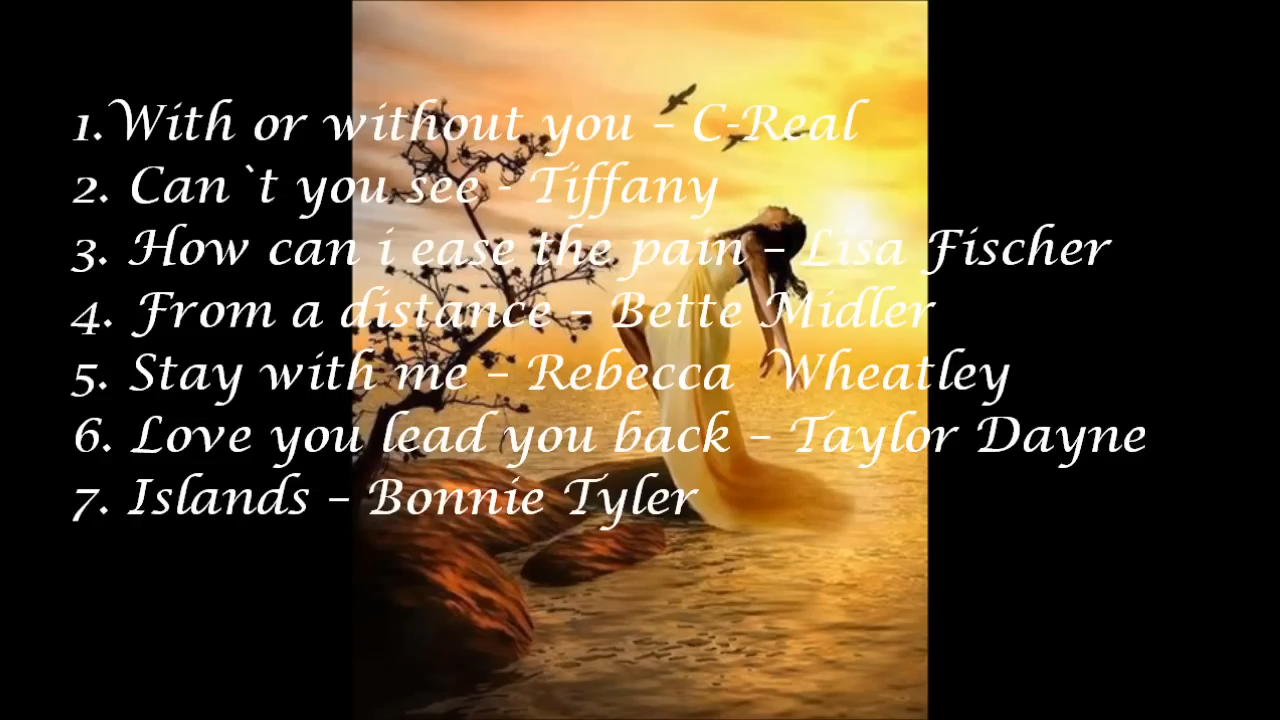 1. With or without you – C-Real
2. Can`t you see - Tiffany
3. How can i ease the pain – Lisa Fischer
4. From a distance – Bette Midler
5. Stay with me – Rebecca Wheatley
6. Love you lead you back – Taylor Dayne
7. Islands – Bonnie Tyler